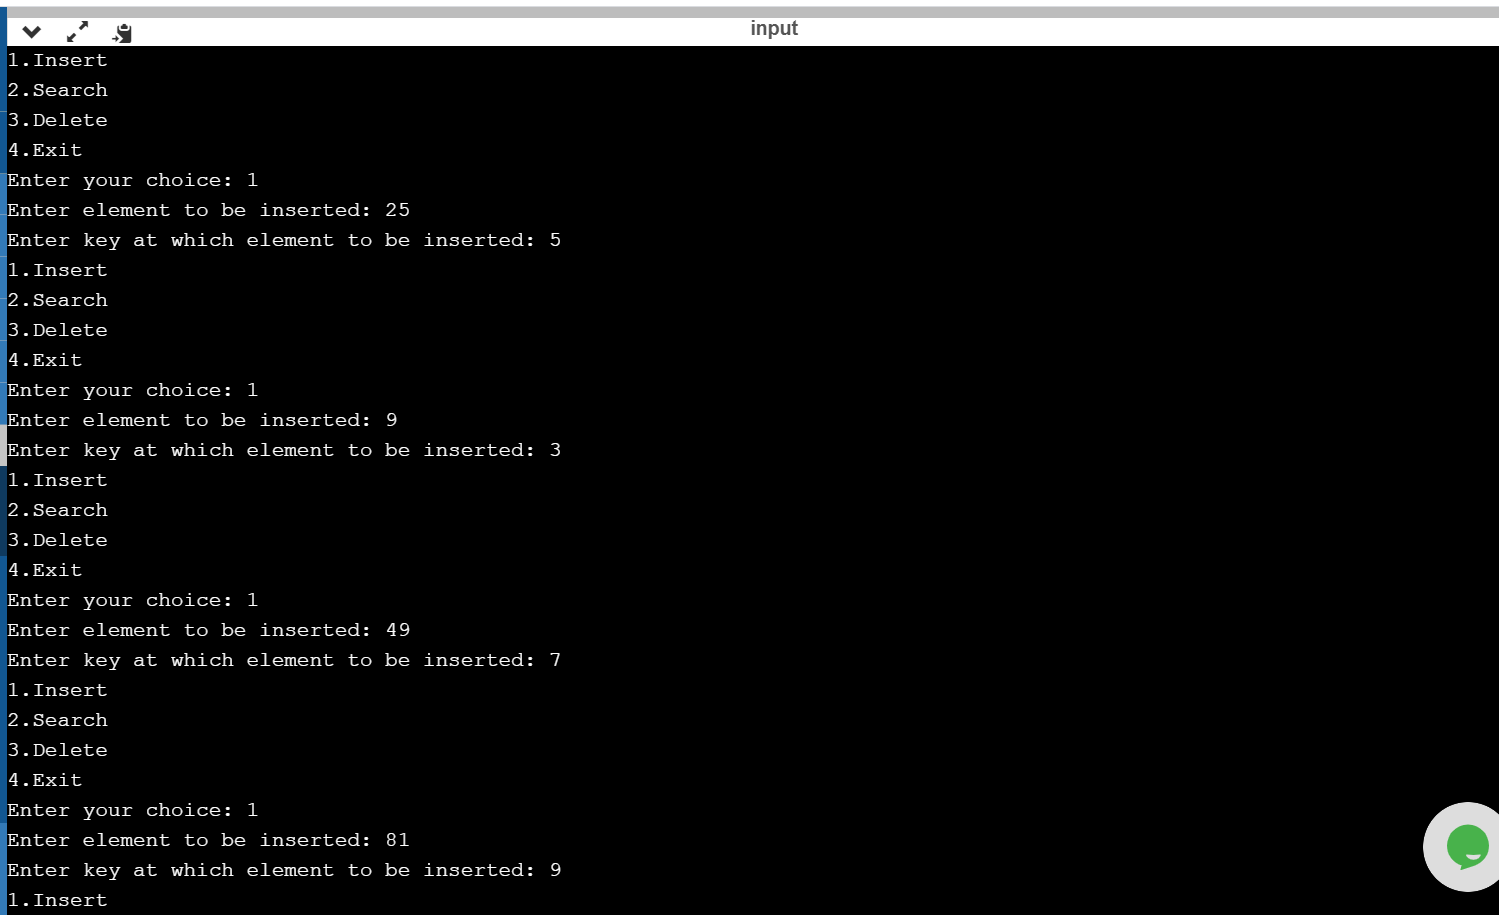 input
1.Insert
2.Search
3.Delete
4.Exit
Enter your choice: 1
Enter element to be inserted: 25
Enter key at which element to be inserted: 5
1.Insert
2.Search
3.Delete
4.Exit
Enter your choice: 1
Enter element to be inserted: 9
Enter key at which element to be inserted: 3
1.Insert
2.Search
3.Delete
4.Exit
Enter your choice: 1
Enter element to be inserted: 49
Enter key at which element to be inserted: 7
1.Insert
2.Search
3.Delete
4.Exit
Enter your choice: 1
Enter element to be inserted: 81
Enter key at which element to be inserted: 9
1.Insert